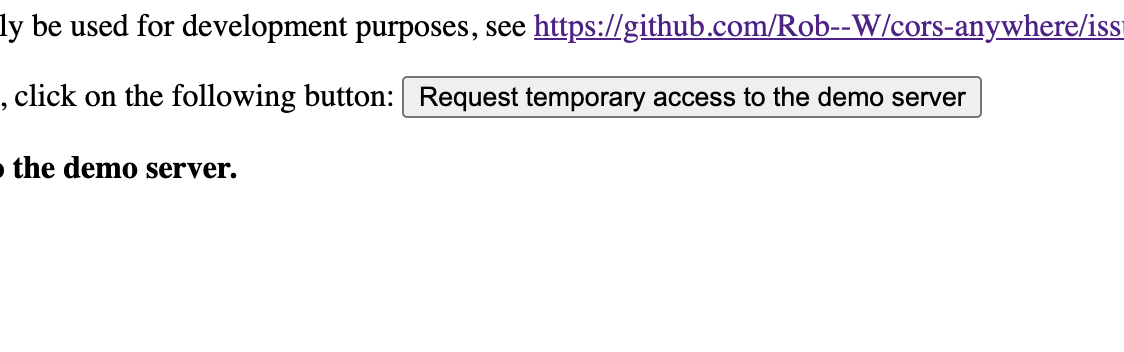 ly be used for development purposes, see https://github.com/Rob--W/cors-anywhere/iss
, click on the following button: Request temporary access to the demo server
the demo server.